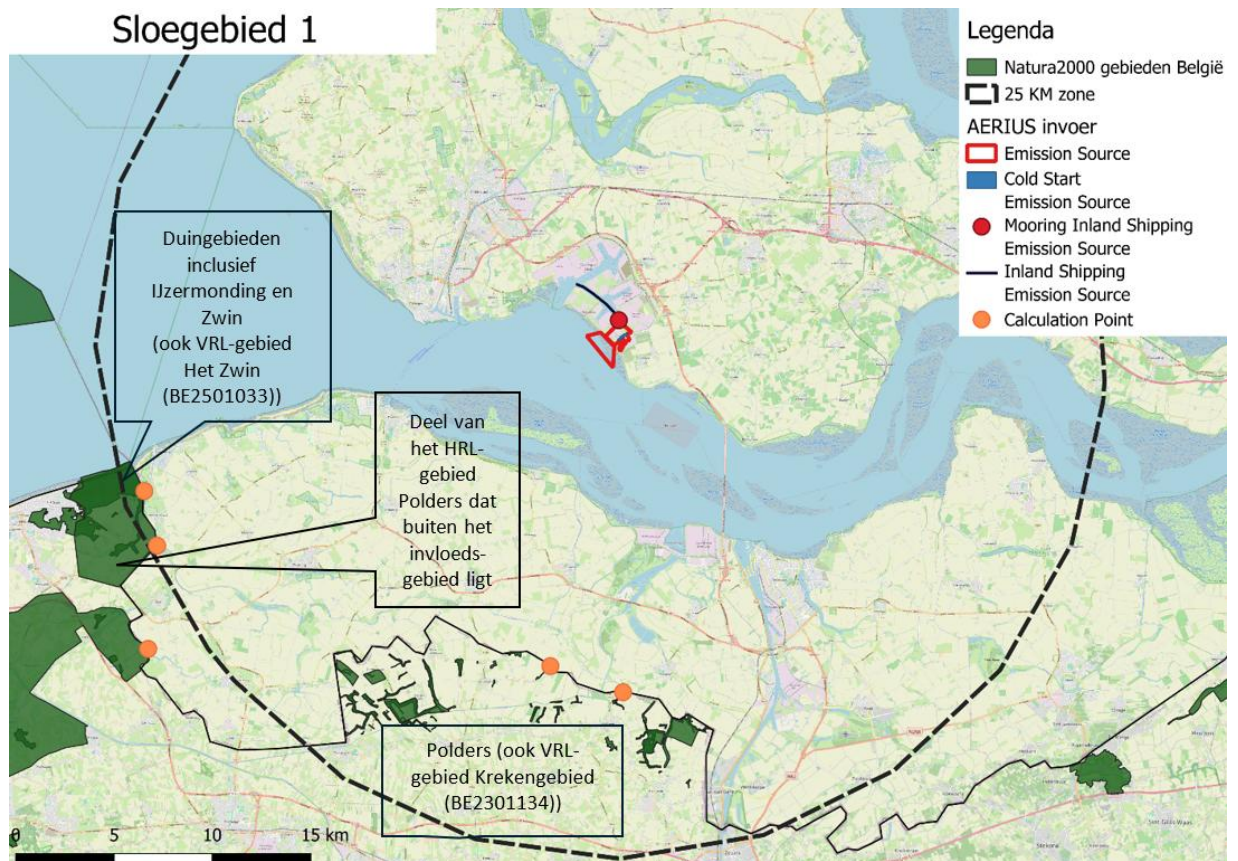 Sloegebied 1
Legenda
Natura2000 gebieden België
25 KM zone
AERIUS invoer
Emission Source
Cold Start
Emission Source
Mooring Inland Shipping
Emission Source
Inland Shipping
Emission Source
Calculation Point
Duingebieden
inclusief
IJzermonding en
Zwin
(ook VRL-gebied
Het Zwin
(BE2501033))
Deel van
het HRL-
gebied
Polders dat
buiten het
invloeds-
gebied ligt
Polders (ook VRL-
gebied Krekengebied
(BE2301134))
0 5 10 15 km